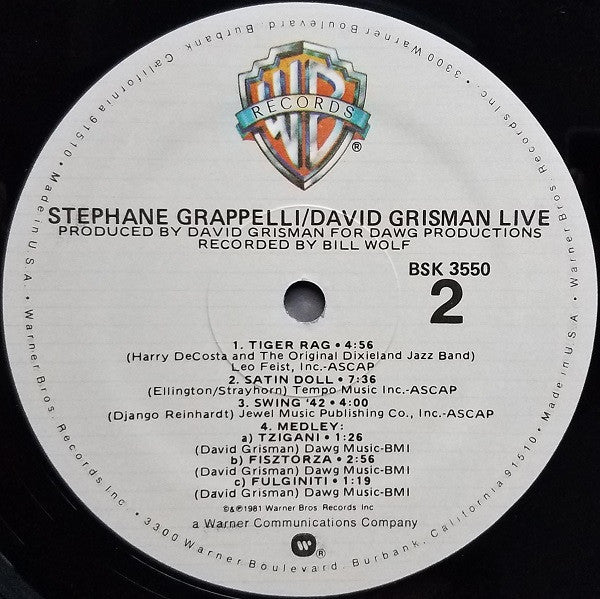 WB
RECORDS
®
STEPHANE GRAPPELLI/DAVID GRISMAN LIVE
PRODUCED BY DAVID GRISMAN FOR DAWG PRODUCTIONS
RECORDED BY BILL WOLF
BSK 3550
2
1. TIGER RAG • 4:56
(Harry DeCosta and The Original Dixieland Jazz Band)
Leo Feist, Inc.-ASCAP
2. SATIN DOLL • 7:36
(Ellington/Strayhorn) Tempo Music Inc.-ASCAP
3. SWING '42 • 4:00
(Django Reinhardt) Jewel Music Publishing Co., Inc.-ASCAP
4. MEDLEY:
a) TZIGANI • 1:26
(David Grisman) Dawg Music-BMI
b) FISZTORZA • 2:56
(David Grisman) Dawg Music-BMI
c) FULGINITI • 1:19
(David Grisman) Dawg Music-BMI
©&℗1981 Warner Bros. Records Inc
a Warner Communications Company
®
Warner Bros. Records Inc. • 3300 Warner Boulevard, Burbank, California 91510 • Made in U.S.A. • Warner Bros. Records Inc. • 3300 Warner Boulevard, Burbank, California 91510 • Made in U.S.A. •